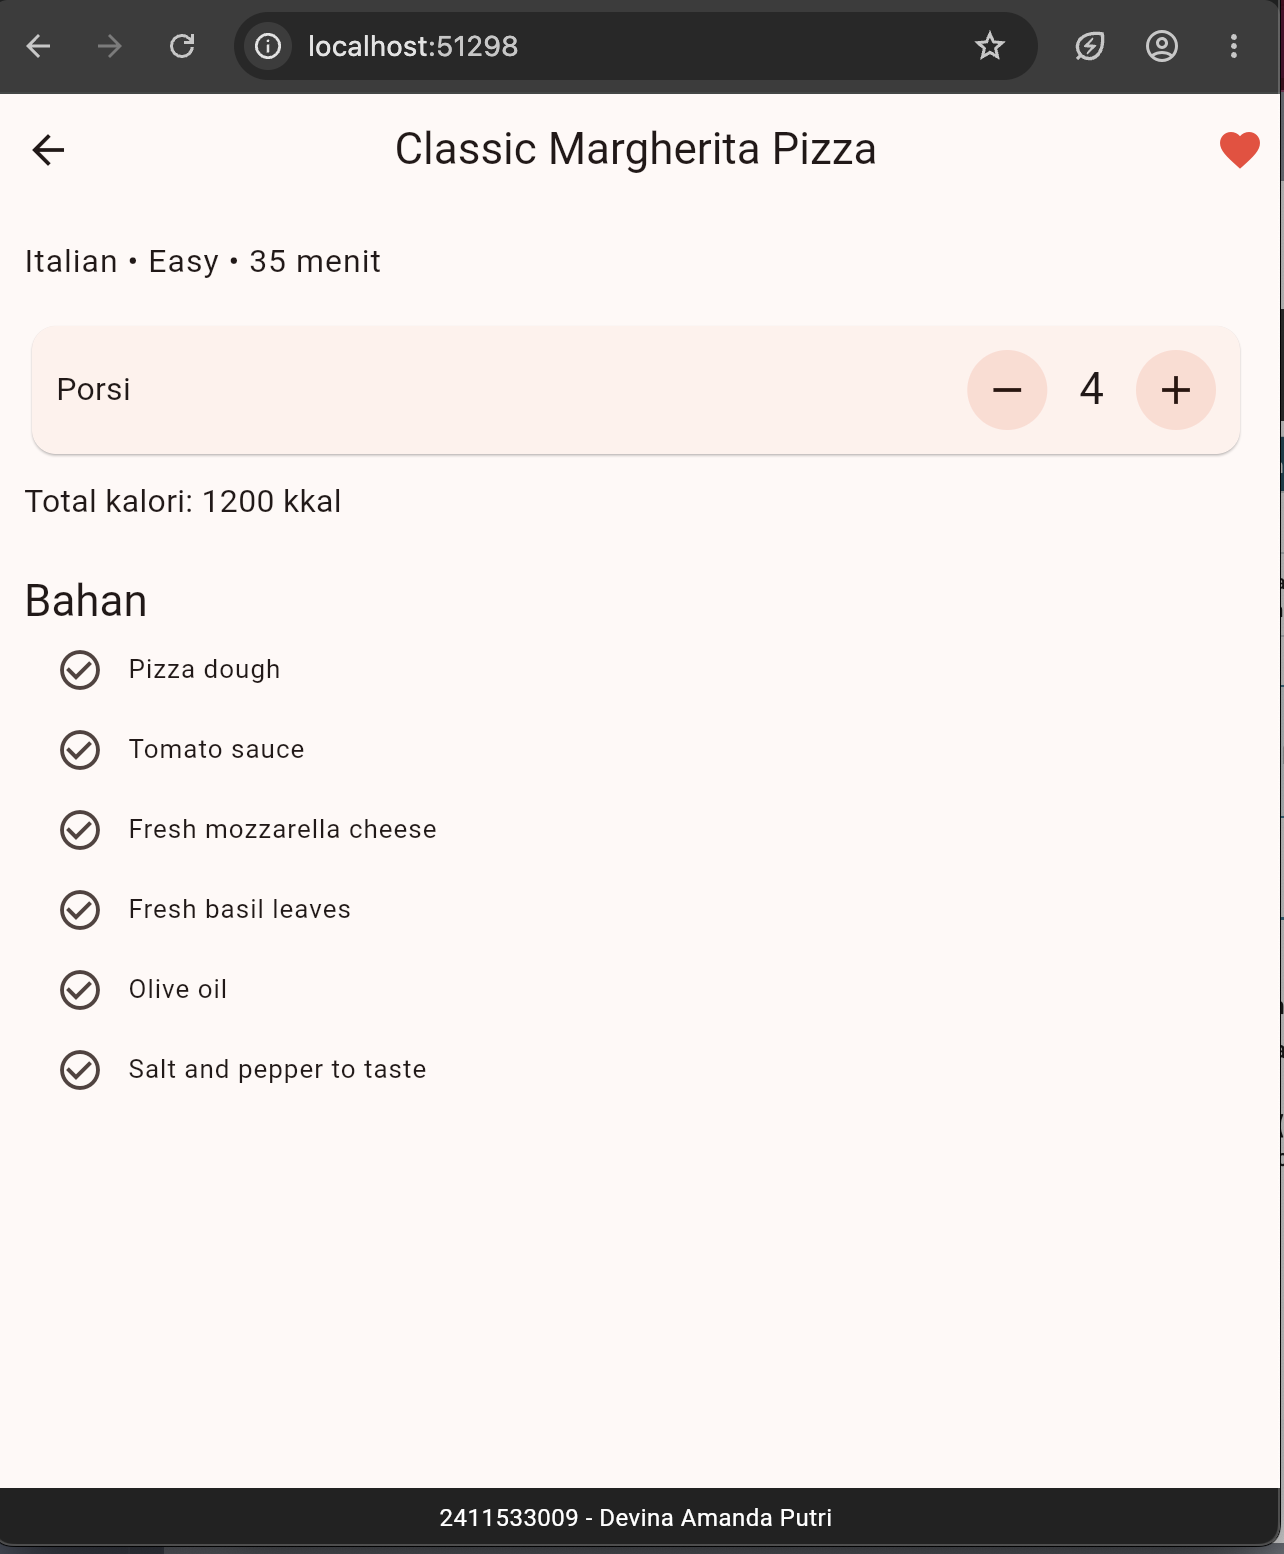 localhost:51298
Classic Margherita Pizza
Italian • Easy • 35 menit
Porsi 4
Total kalori: 1200 kkal
Bahan
Pizza dough
Tomato sauce
Fresh mozzarella cheese
Fresh basil leaves
Olive oil
Salt and pepper to taste
2411533009 - Devina Amanda Putri